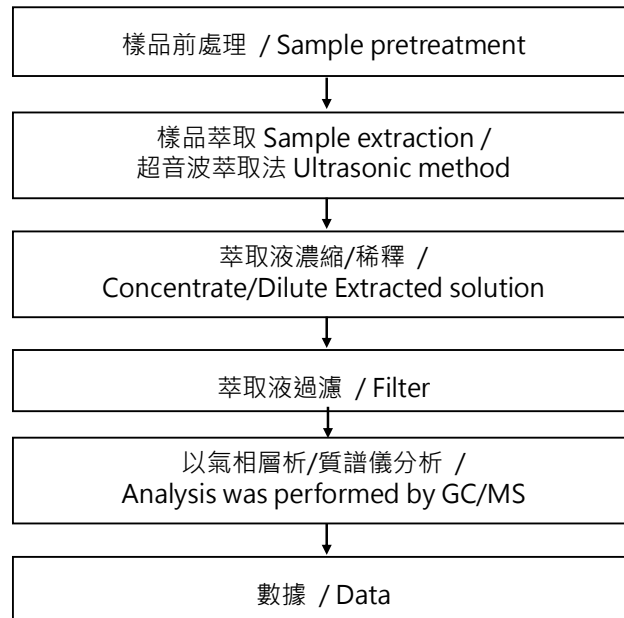 樣品前處理 / Sample pretreatment
樣品萃取 Sample extraction /
超音波萃取法 Ultrasonic method
萃取液濃縮/稀釋 /
Concentrate/Dilute Extracted solution
萃取液過濾 / Filter
以氣相層析/質譜儀分析 /
Analysis was performed by GC/MS
數據 / Data